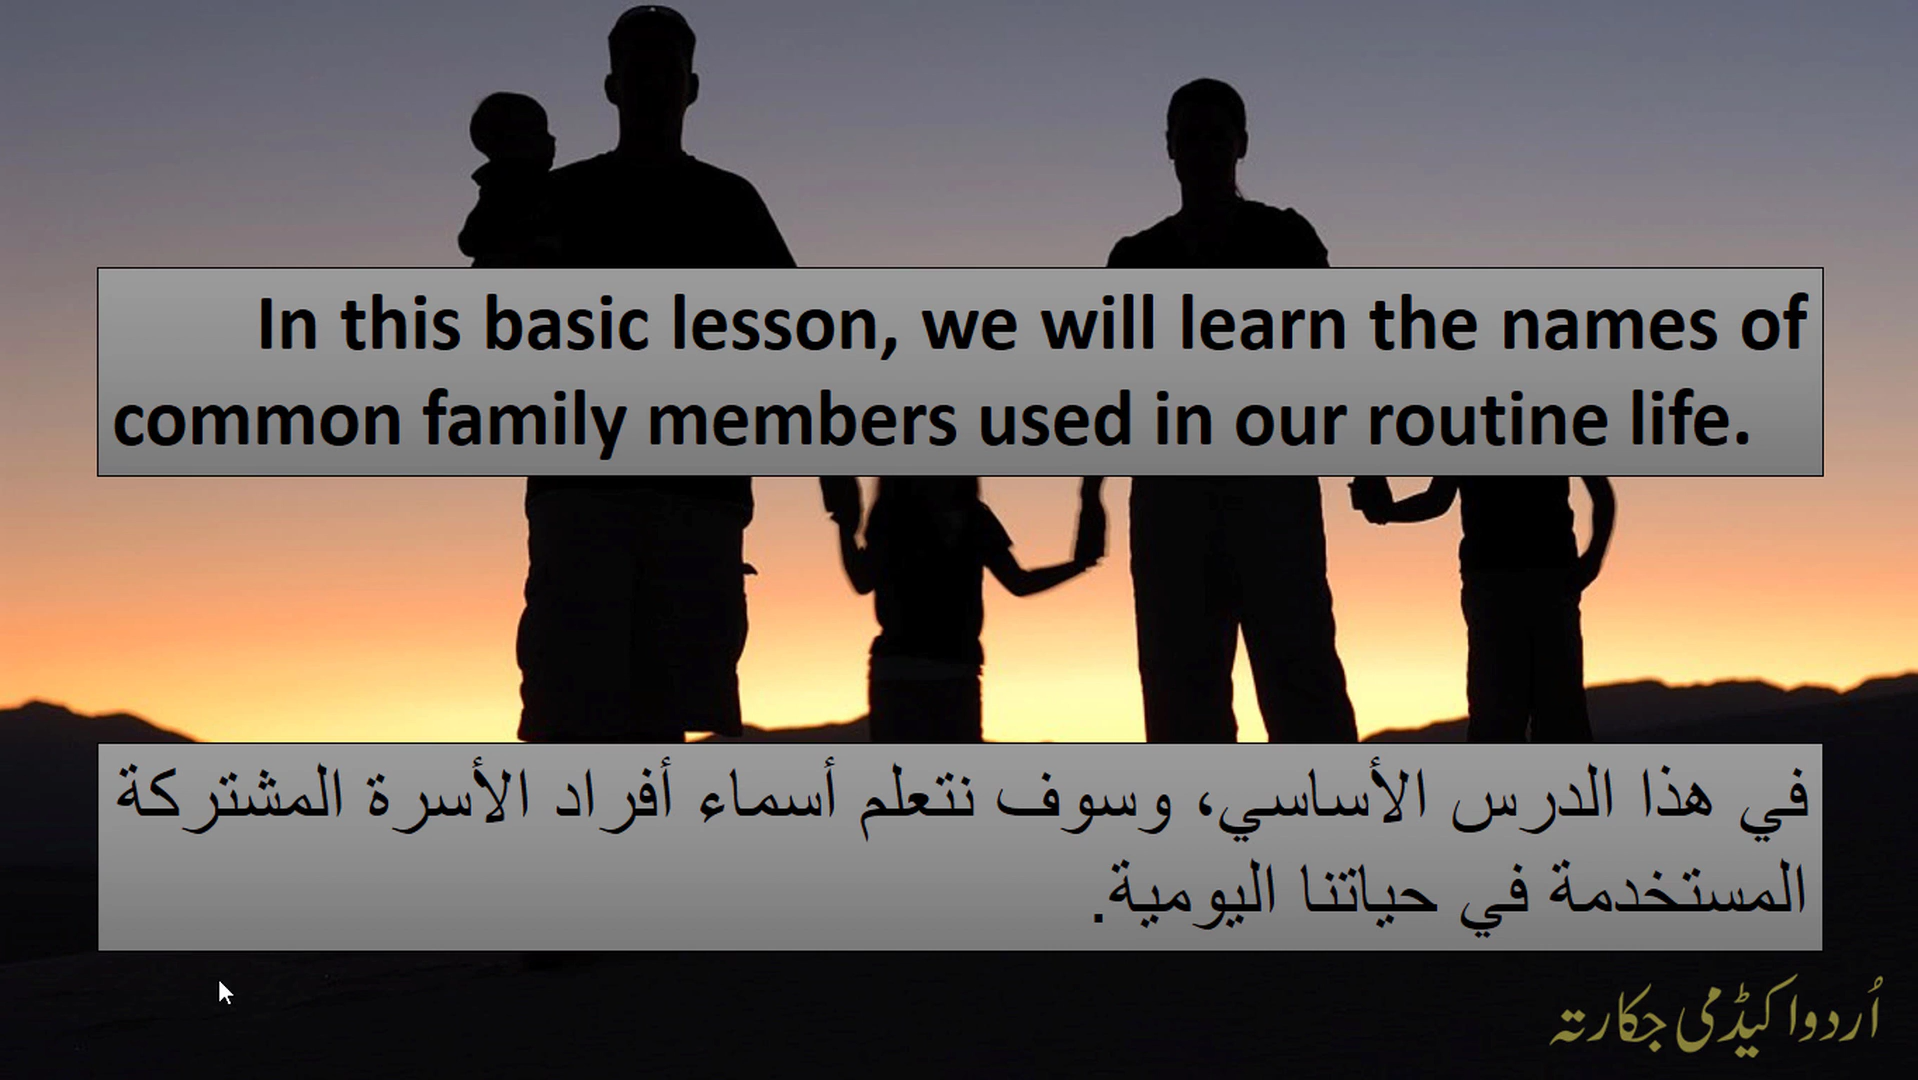 In this basic lesson, we will learn the names of
common family members used in our routine life.
في هذا الدرس الأساسي، وسوف نتعلم أسماء أفراد الأسرة المشتركة
المستخدمة في حياتنا اليومية.
اُردو اکیڈمی جکارتہ